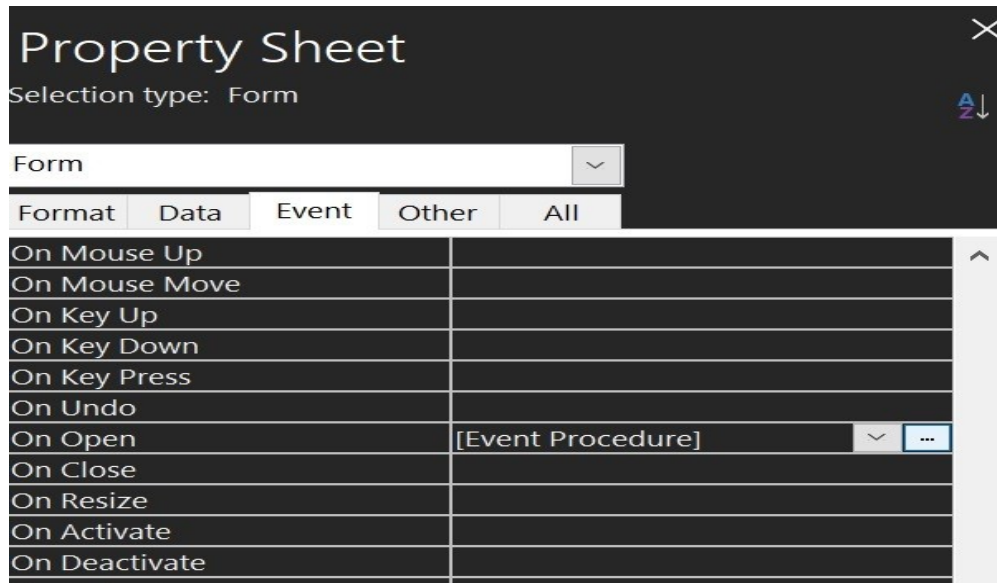 Property Sheet
Selection type: Form
AZ
Form
Format Data Event Other All
On Mouse Up
On Mouse Move
On Key Up
On Key Down
On Key Press
On Undo
On Open [Event Procedure] ...
On Close
On Resize
On Activate
On Deactivate